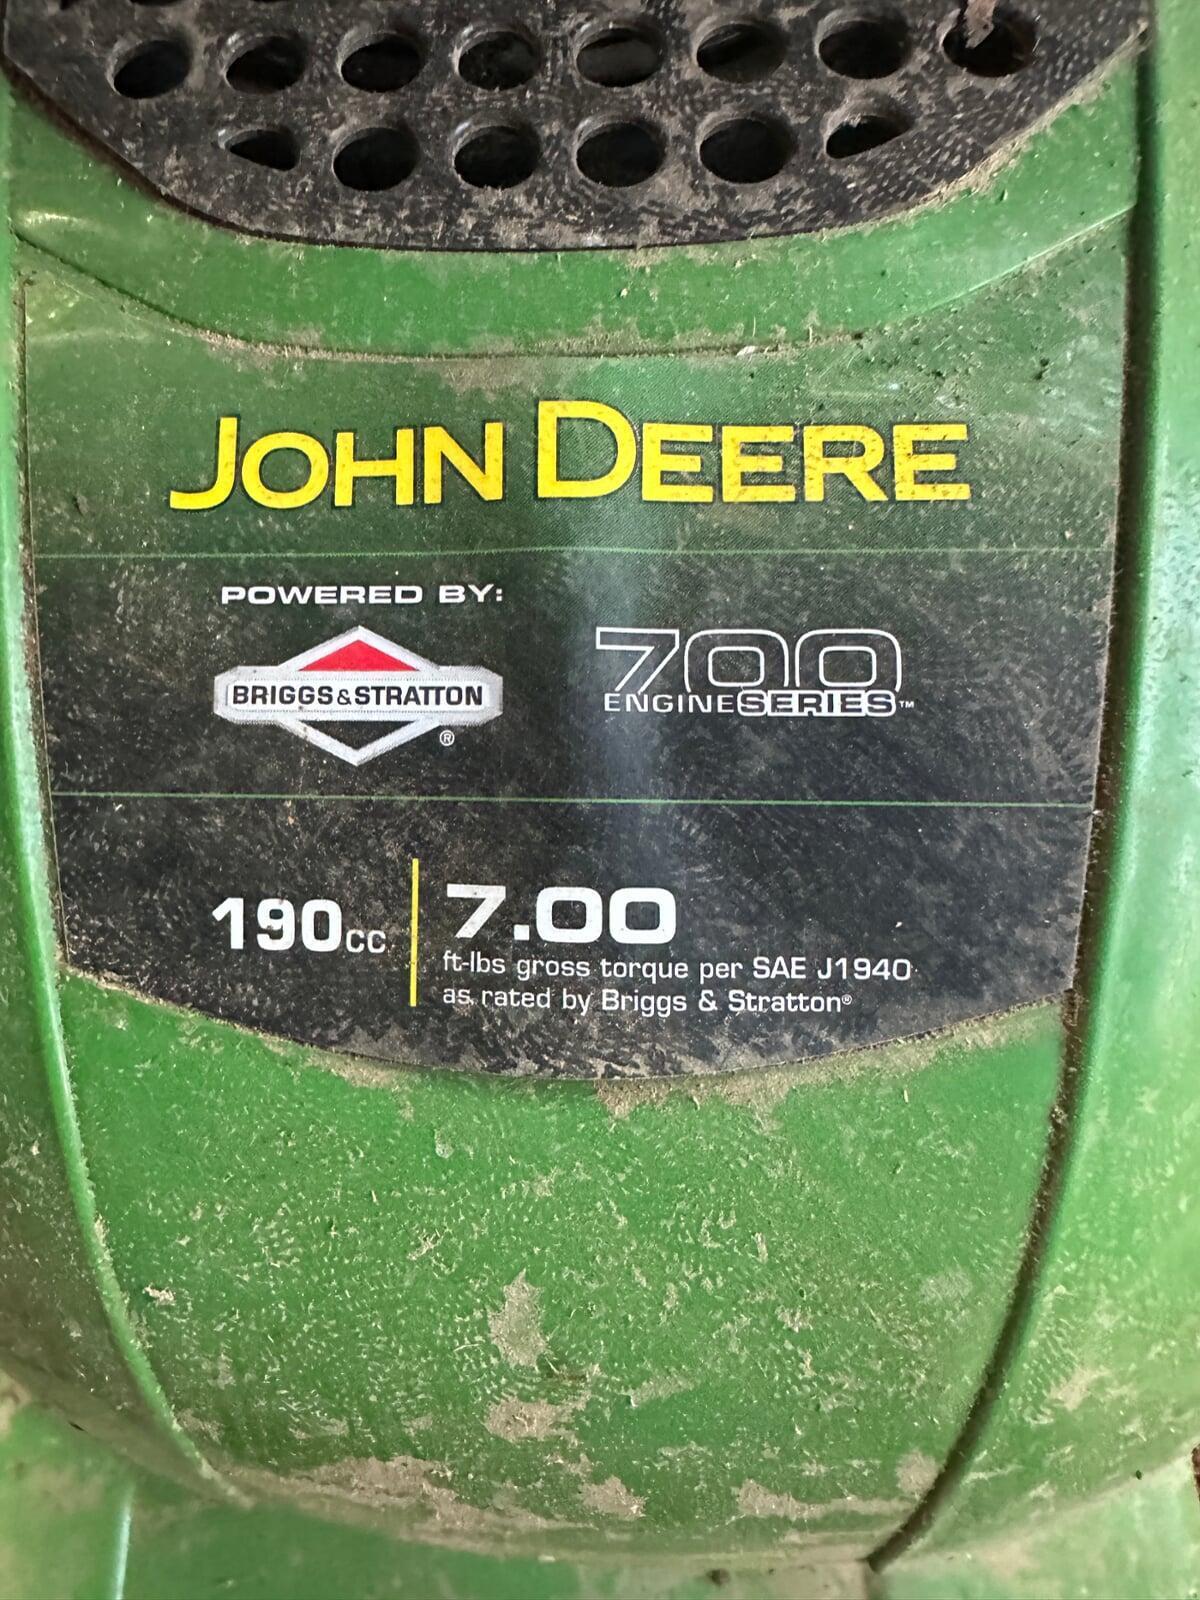 JOHN DEERE
POWERED BY:
BRIGGS&STRATTON
®
700
ENGINESERIES™
190cc
7.00
ft-lbs gross torque per SAE J1940
as rated by Briggs & Stratton®